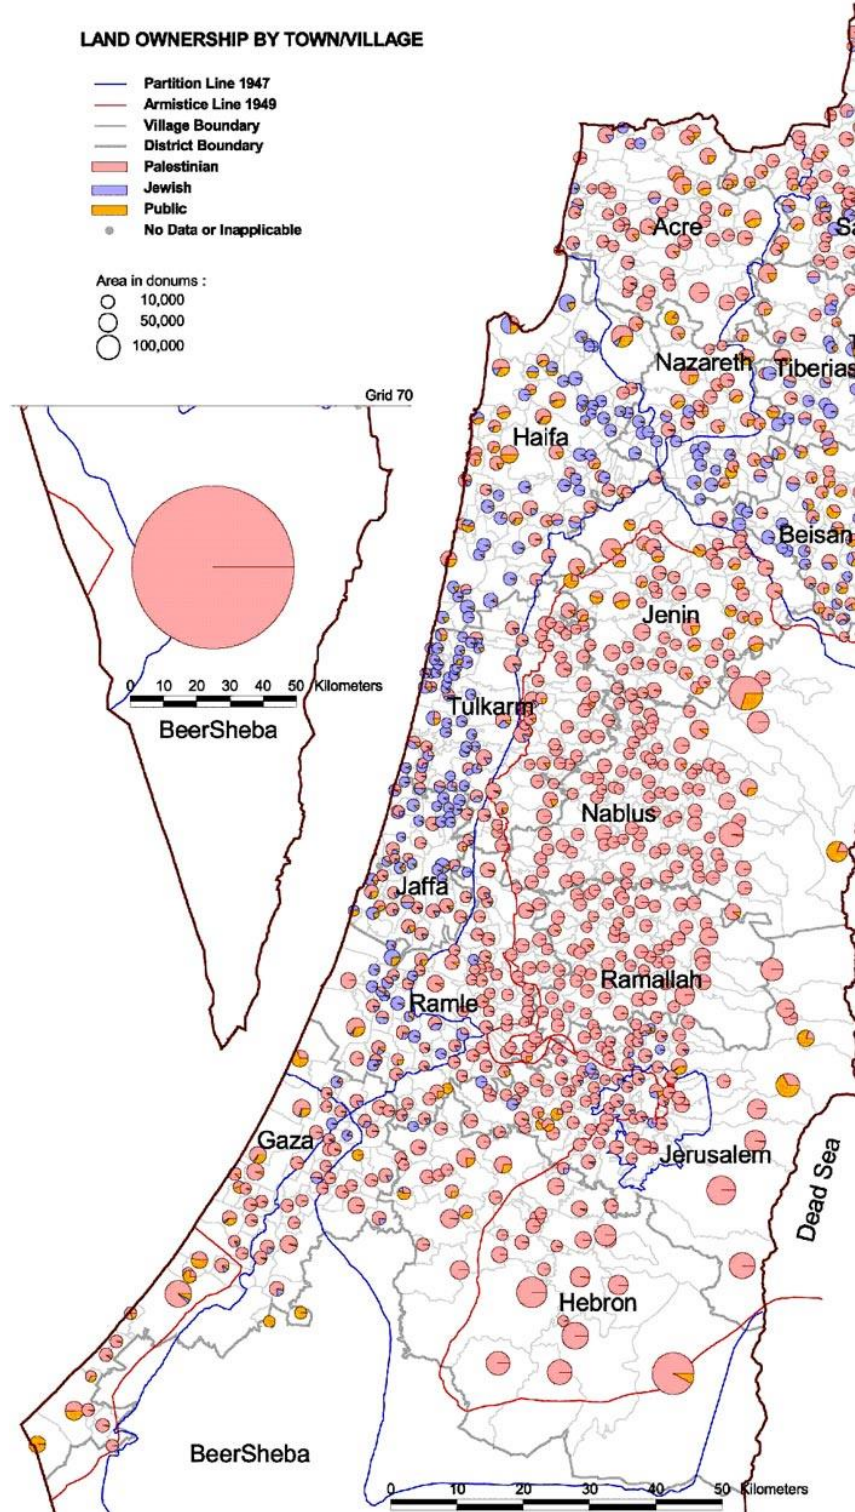 LAND OWNERSHIP BY TOWN/VILLAGE
Partition Line 1947
Armistice Line 1949
Village Boundary
District Boundary
Palestinian
Jewish
Public
No Data or Inapplicable
Area in donums :
10,000
50,000
100,000
Grid 70
0 10 20 30 40 50 Kilometers
BeerSheba
Acre
Sa
Nazareth
Tiberias
T
Haifa
Beisan
Jenin
Tulkarm
Nablus
Jaffa
Ramallah
Ramle
Gaza
Jerusalem
Dead Sea
Hebron
BeerSheba
0 10 20 30 40 50 Kilometers